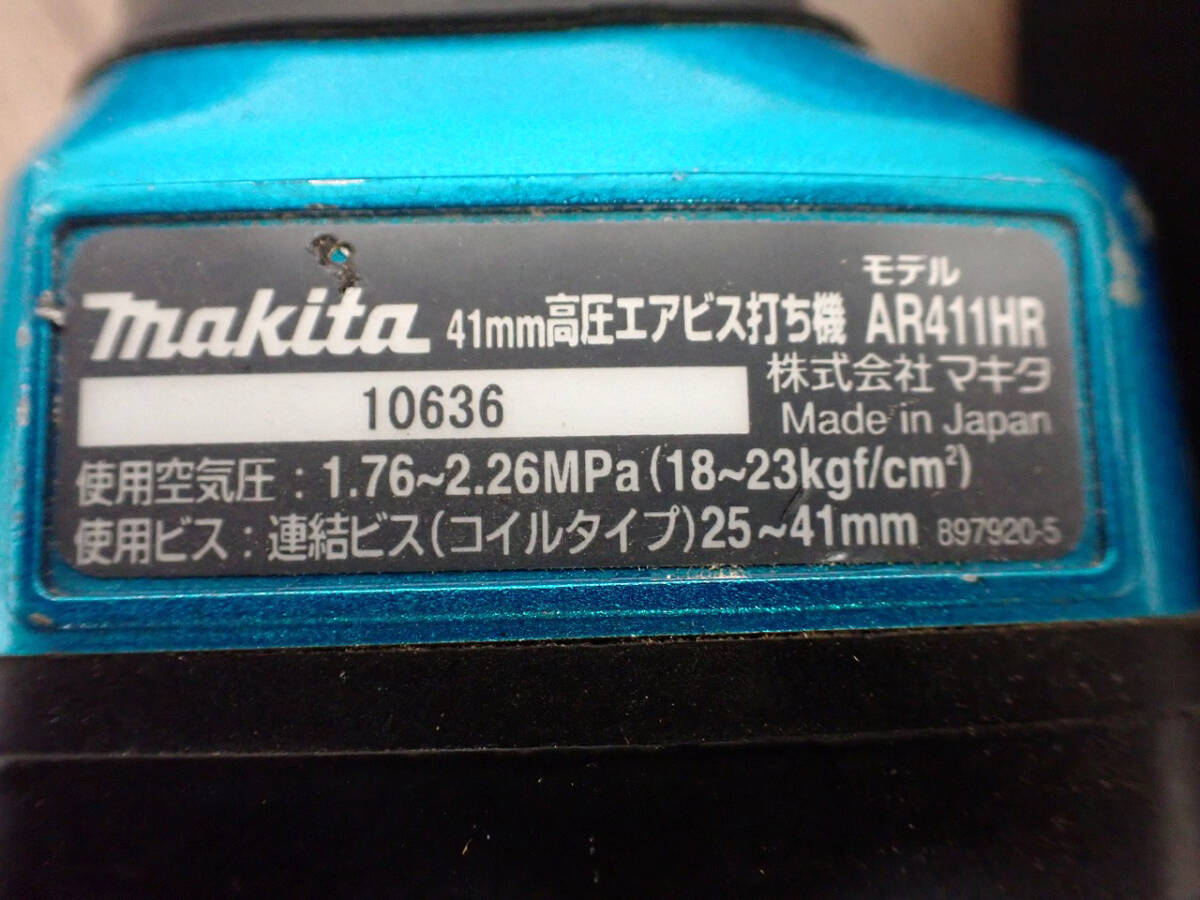 モデル
makita 41mm高圧エアビス打ち機 AR411HR
10636
株式会社マキタ
Made in Japan
使用空気圧：1.76~2.26MPa(18~23kgf/cm²)
使用ビス：連結ビス(コイルタイプ)25~41mm 897920-5